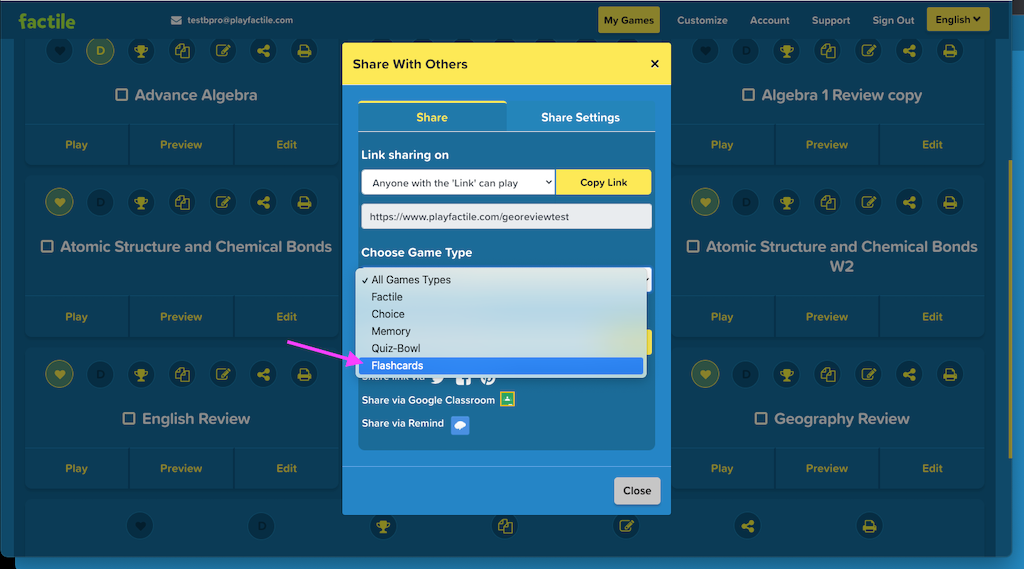 factile
testbpro@playfactile.com
My Games
Customize
Account
Support
Sign Out
English
D
D
Share With Others
×
Advance Algebra
Algebra 1 Review copy
Share
Share Settings
Play
Preview
Edit
Play
Preview
Edit
Link sharing on
Anyone with the 'Link' can play
Copy Link
D
D
https://www.playfactile.com/georeviewtest
Atomic Structure and Chemical Bonds
Atomic Structure and Chemical Bonds
W2
Choose Game Type
✓ All Games Types
Factile
Choice
Memory
Quiz-Bowl
Flashcards
Play
Preview
Edit
Play
Preview
Edit
D
D
Share link via
Share via Google Classroom
Share via Remind
English Review
Geography Review
Play
Preview
Edit
Play
Preview
Edit
Close
D